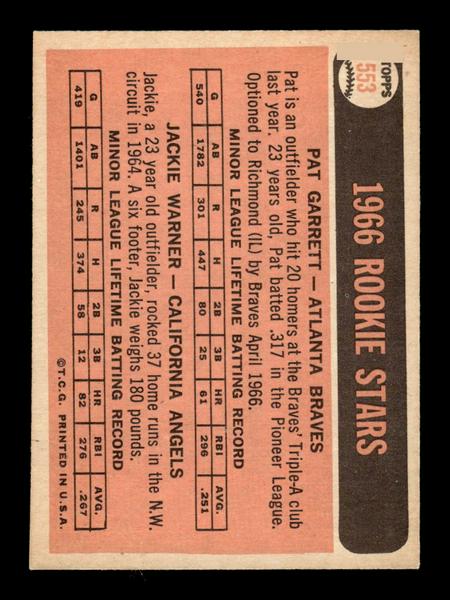 TOPPS
553
1966 ROOKIE STARS
PAT GARRETT — ATLANTA BRAVES
Pat is an outfielder who hit 20 homers at the Braves' Triple-A club
last year. 23 years old, Pat batted .317 in the Pioneer League.
Optioned to Richmond (IL) by Braves April 1966.
MINOR LEAGUE LIFETIME BATTING RECORD
G AB R H 2B 3B HR RBI AVG.
540 1782 301 447 80 25 61 296 .251
JACKIE WARNER — CALIFORNIA ANGELS
Jackie, a 23 year old outfielder, rocked 37 home runs in the N.W.
circuit in 1964. A six footer, Jackie weighs 180 pounds.
MINOR LEAGUE LIFETIME BATTING RECORD
G AB R H 2B 3B HR RBI AVG.
419 1401 245 374 58 12 82 276 .267
©T.C.G. PRINTED IN U.S.A.